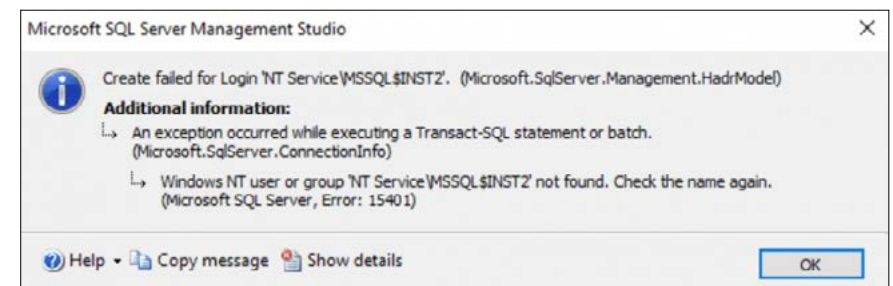 Microsoft SQL Server Management Studio
Create failed for Login 'NT Service\MSSQL$INST2'. (Microsoft.SqlServer.Management.HadrModel)
Additional information:
An exception occurred while executing a Transact-SQL statement or batch.
(Microsoft.SqlServer.ConnectionInfo)
Windows NT user or group 'NT Service\MSSQL$INST2' not found. Check the name again.
(Microsoft SQL Server, Error: 15401)
Help Copy message Show details OK